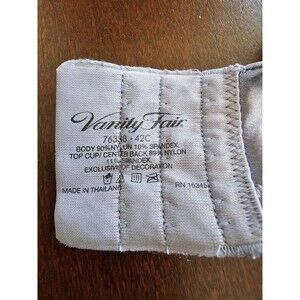 Vanity Fair
76338 · 42C
BODY 90% NYLON 10% SPANDEX
TOP CUP/CENTER BACK 89% NYLON
11% SPANDEX
EXCLUSIVE OF DECORATION
MADE IN THAILAND
RN